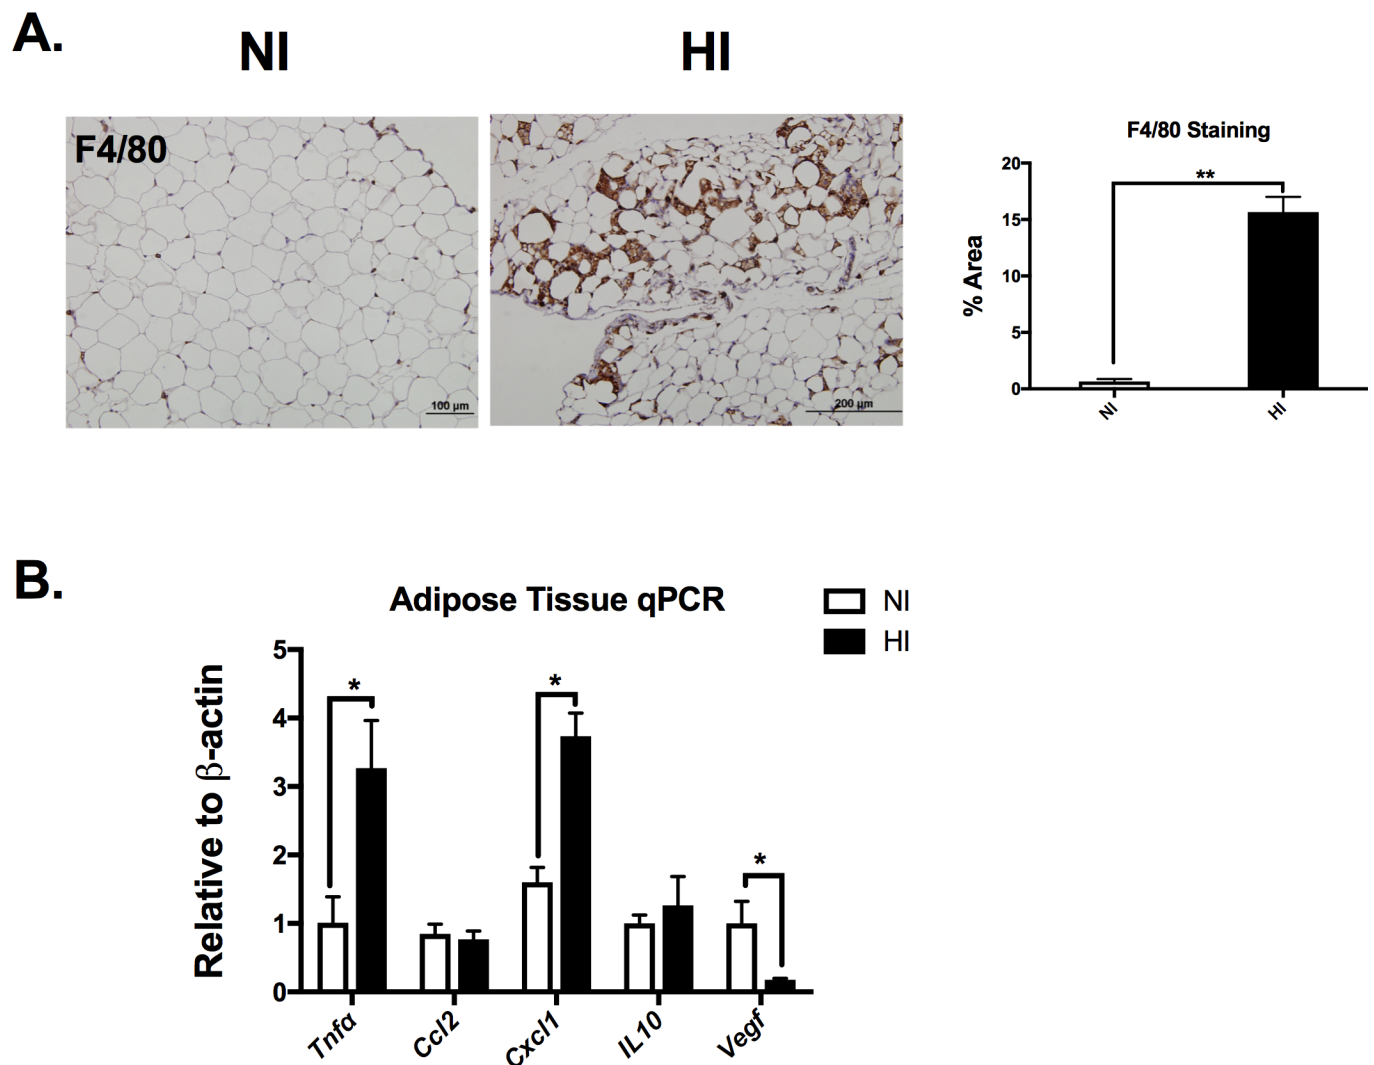 A.
NI
HI
F4/80
100 µm
200 µm
F4/80 Staining
20
15
10
5
0
% Area
**
NI
HI
B.
Adipose Tissue qPCR
NI
HI
Relative to β-actin
5
4
3
2
1
0
*
*
*
Tnfα
Ccl2
Cxcl1
IL10
Vegf